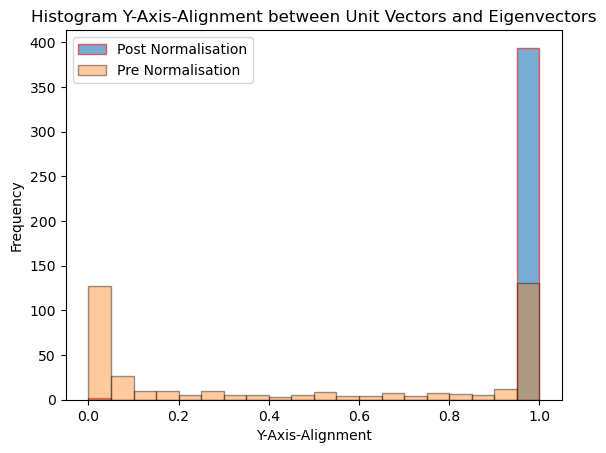 Histogram Y-Axis-Alignment between Unit Vectors and Eigenvectors
Post Normalisation
Pre Normalisation
Frequency
400
350
300
250
200
150
100
50
0
0.0 0.2 0.4 0.6 0.8 1.0
Y-Axis-Alignment